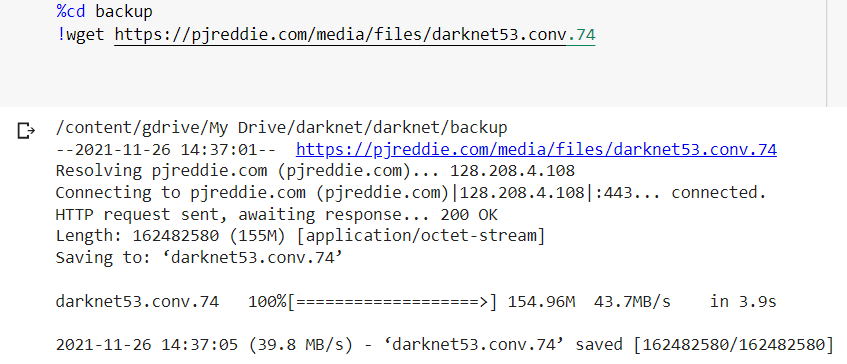 %cd backup
!wget https://pjreddie.com/media/files/darknet53.conv.74
/content/gdrive/My Drive/darknet/darknet/backup
--2021-11-26 14:37:01--  https://pjreddie.com/media/files/darknet53.conv.74
Resolving pjreddie.com (pjreddie.com)... 128.208.4.108
Connecting to pjreddie.com (pjreddie.com)|128.208.4.108|:443... connected.
HTTP request sent, awaiting response... 200 OK
Length: 162482580 (155M) [application/octet-stream]
Saving to: ‘darknet53.conv.74’
darknet53.conv.74   100%[===================>] 154.96M  43.7MB/s    in 3.9s
2021-11-26 14:37:05 (39.8 MB/s) - ‘darknet53.conv.74’ saved [162482580/162482580]